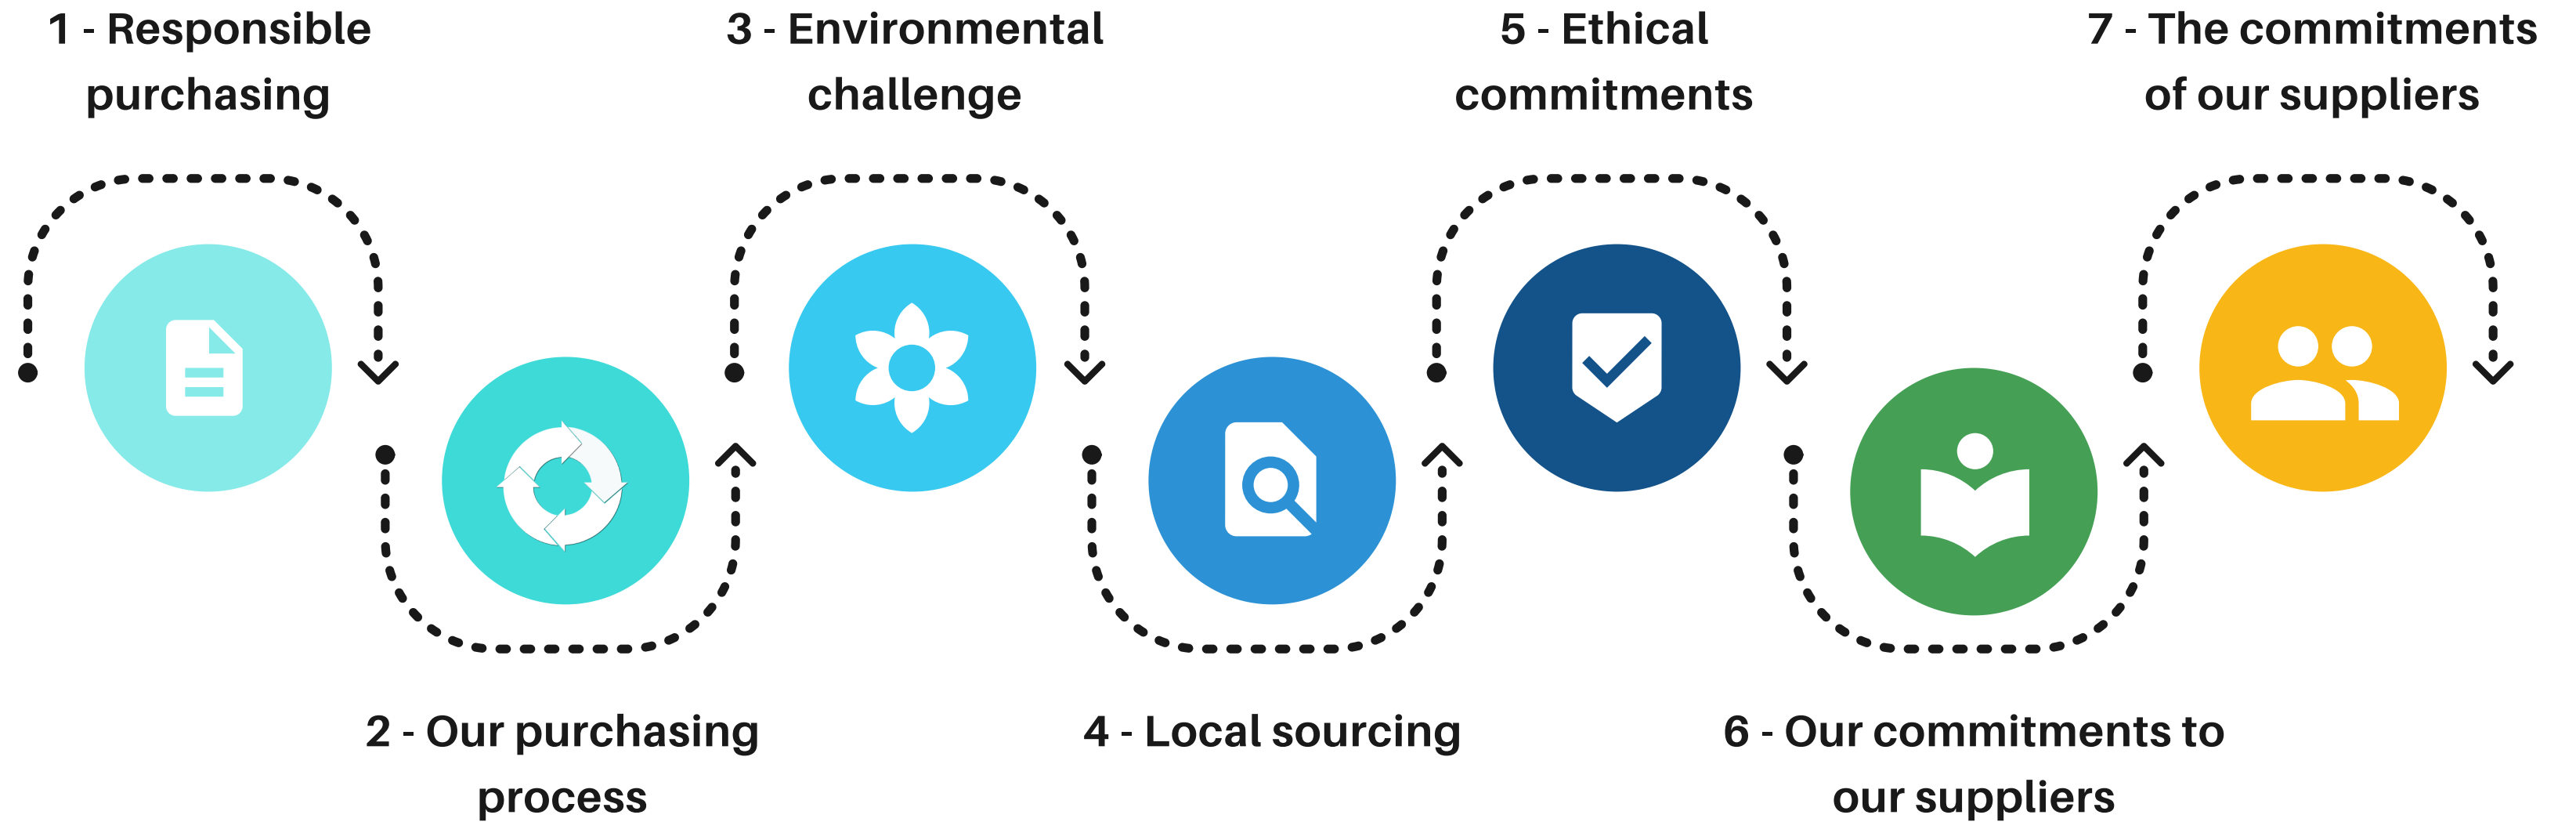 1 - Responsible
purchasing
2 - Our purchasing
process
3 - Environmental
challenge
4 - Local sourcing
5 - Ethical
commitments
6 - Our commitments to
our suppliers
7 - The commitments
of our suppliers